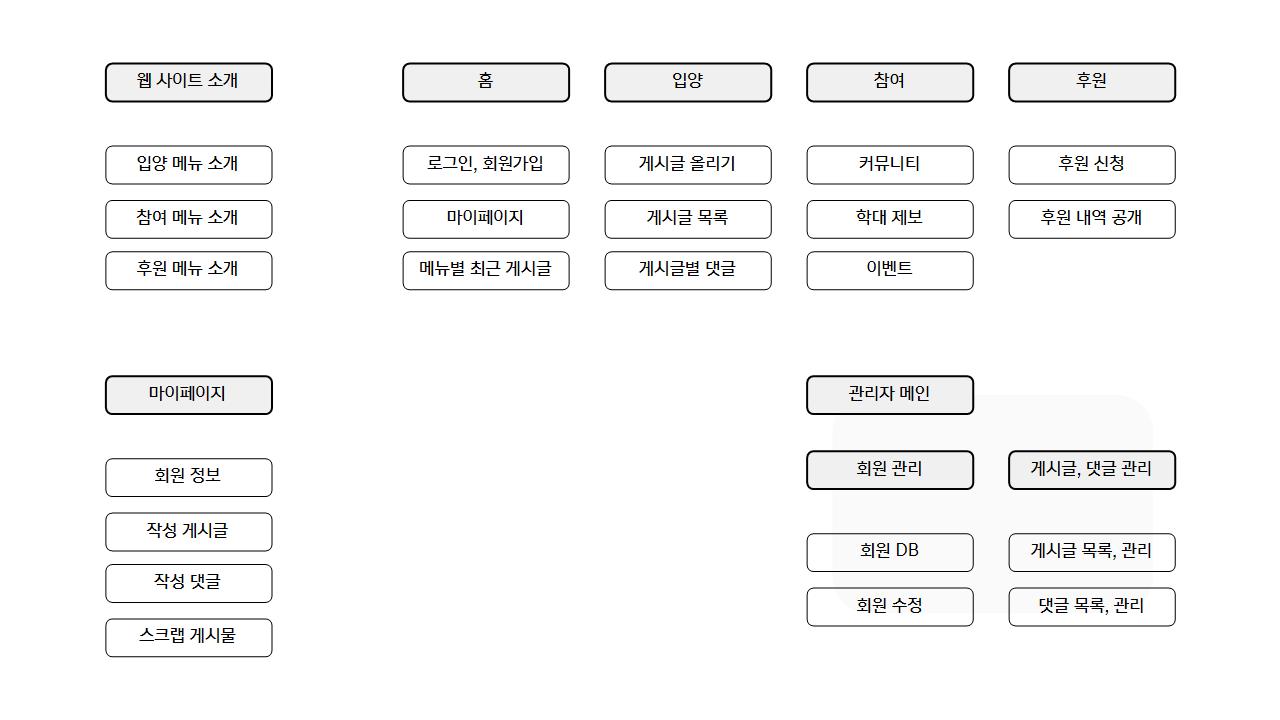 웹 사이트 소개
홈
입양
참여
후원
입양 메뉴 소개
로그인, 회원가입
게시글 올리기
커뮤니티
후원 신청
참여 메뉴 소개
마이페이지
게시글 목록
학대 제보
후원 내역 공개
후원 메뉴 소개
메뉴별 최근 게시글
게시글별 댓글
이벤트
마이페이지
관리자 메인
회원 정보
회원 관리
게시글, 댓글 관리
작성 게시글
회원 DB
게시글 목록, 관리
작성 댓글
회원 수정
댓글 목록, 관리
스크랩 게시물